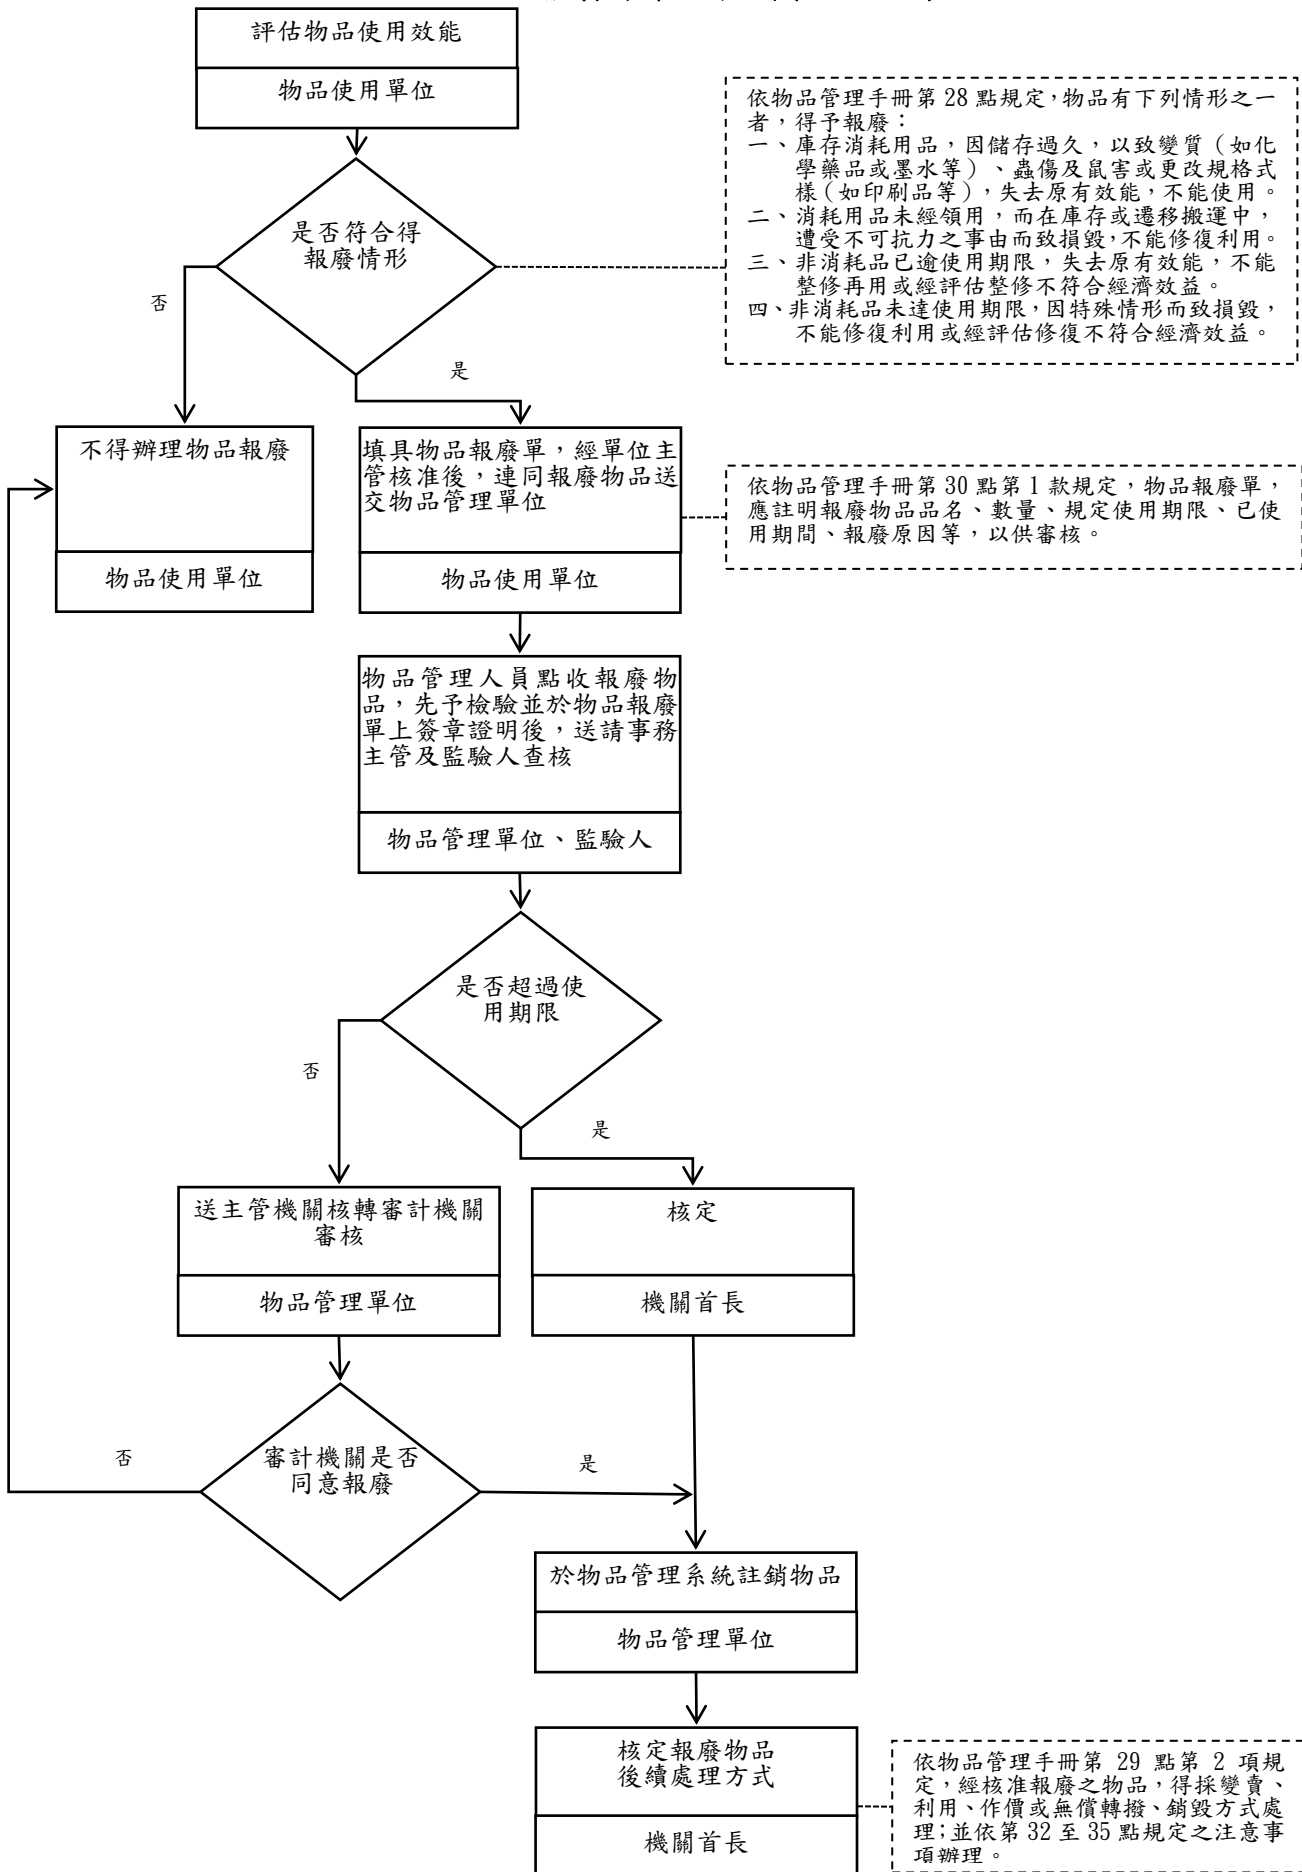 評估物品使用效能
物品使用單位
依物品管理手冊第 28 點規定，物品有下列情形之一
者，得予報廢：
一、庫存消耗用品，因儲存過久，以致變質（如化
學藥品或墨水等）、蟲傷及鼠害或更改規格式
樣（如印刷品等），失去原有效能，不能使用。
二、消耗用品未經領用，而在庫存或遷移搬運中，
遭受不可抗力之事由而致損毀，不能修復利用。
三、非消耗品已逾使用期限，失去原有效能，不能
整修再用或經評估整修不符合經濟效益。
四、非消耗品未達使用期限，因特殊情形而致損毀，
不能修復利用或經評估修復不符合經濟效益。
是否符合得
報廢情形
否
是
不得辦理物品報廢
物品使用單位
填具物品報廢單，經單位主
管核准後，連同報廢物品送
交物品管理單位
物品使用單位
依物品管理手冊第 30 點第 1 款規定，物品報廢單，
應註明報廢物品品名、數量、規定使用期限、已使
用期間、報廢原因等，以供審核。
物品管理人員點收報廢物
品，先予檢驗並於物品報廢
單上簽章證明後，送請事務
主管及監驗人查核
物品管理單位、監驗人
是否超過使
用期限
否
是
送主管機關核轉審計機關
審核
物品管理單位
核定
機關首長
審計機關是否
同意報廢
否
是
於物品管理系統註銷物品
物品管理單位
核定報廢物品
後續處理方式
機關首長
依物品管理手冊第 29 點第 2 項規
定，經核准報廢之物品，得採變賣、
利用、作價或無償轉撥、銷毀方式處
理；並依第 32 至 35 點規定之注意事
項辦理。